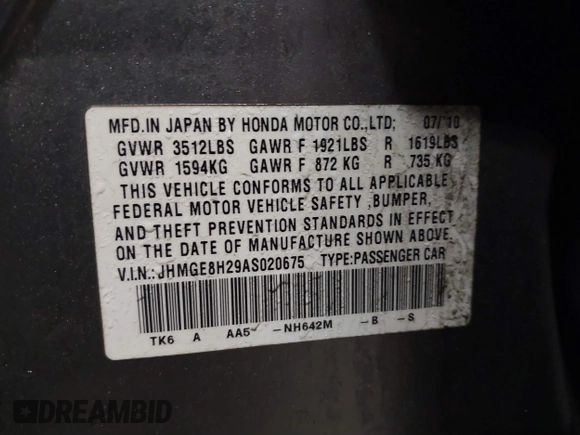 MFD.IN JAPAN BY HONDA MOTOR CO.,LTD; 07/10
GVWR 3512LBS GAWR F 1921LBS R 1619LBS
GVWR 1594KG GAWR F 872 KG R 735 KG
THIS VEHICLE CONFORMS TO ALL APPLICABLE
FEDERAL MOTOR VEHICLE SAFETY ,BUMPER,
AND THEFT PREVENTION STANDARDS IN EFFECT
ON THE DATE OF MANUFACTURE SHOWN ABOVE.
V.I.N.:JHMGE8H29AS020675 TYPE:PASSENGER CAR
TK6 A AA5 -NH642M -B -S
DREAMBID